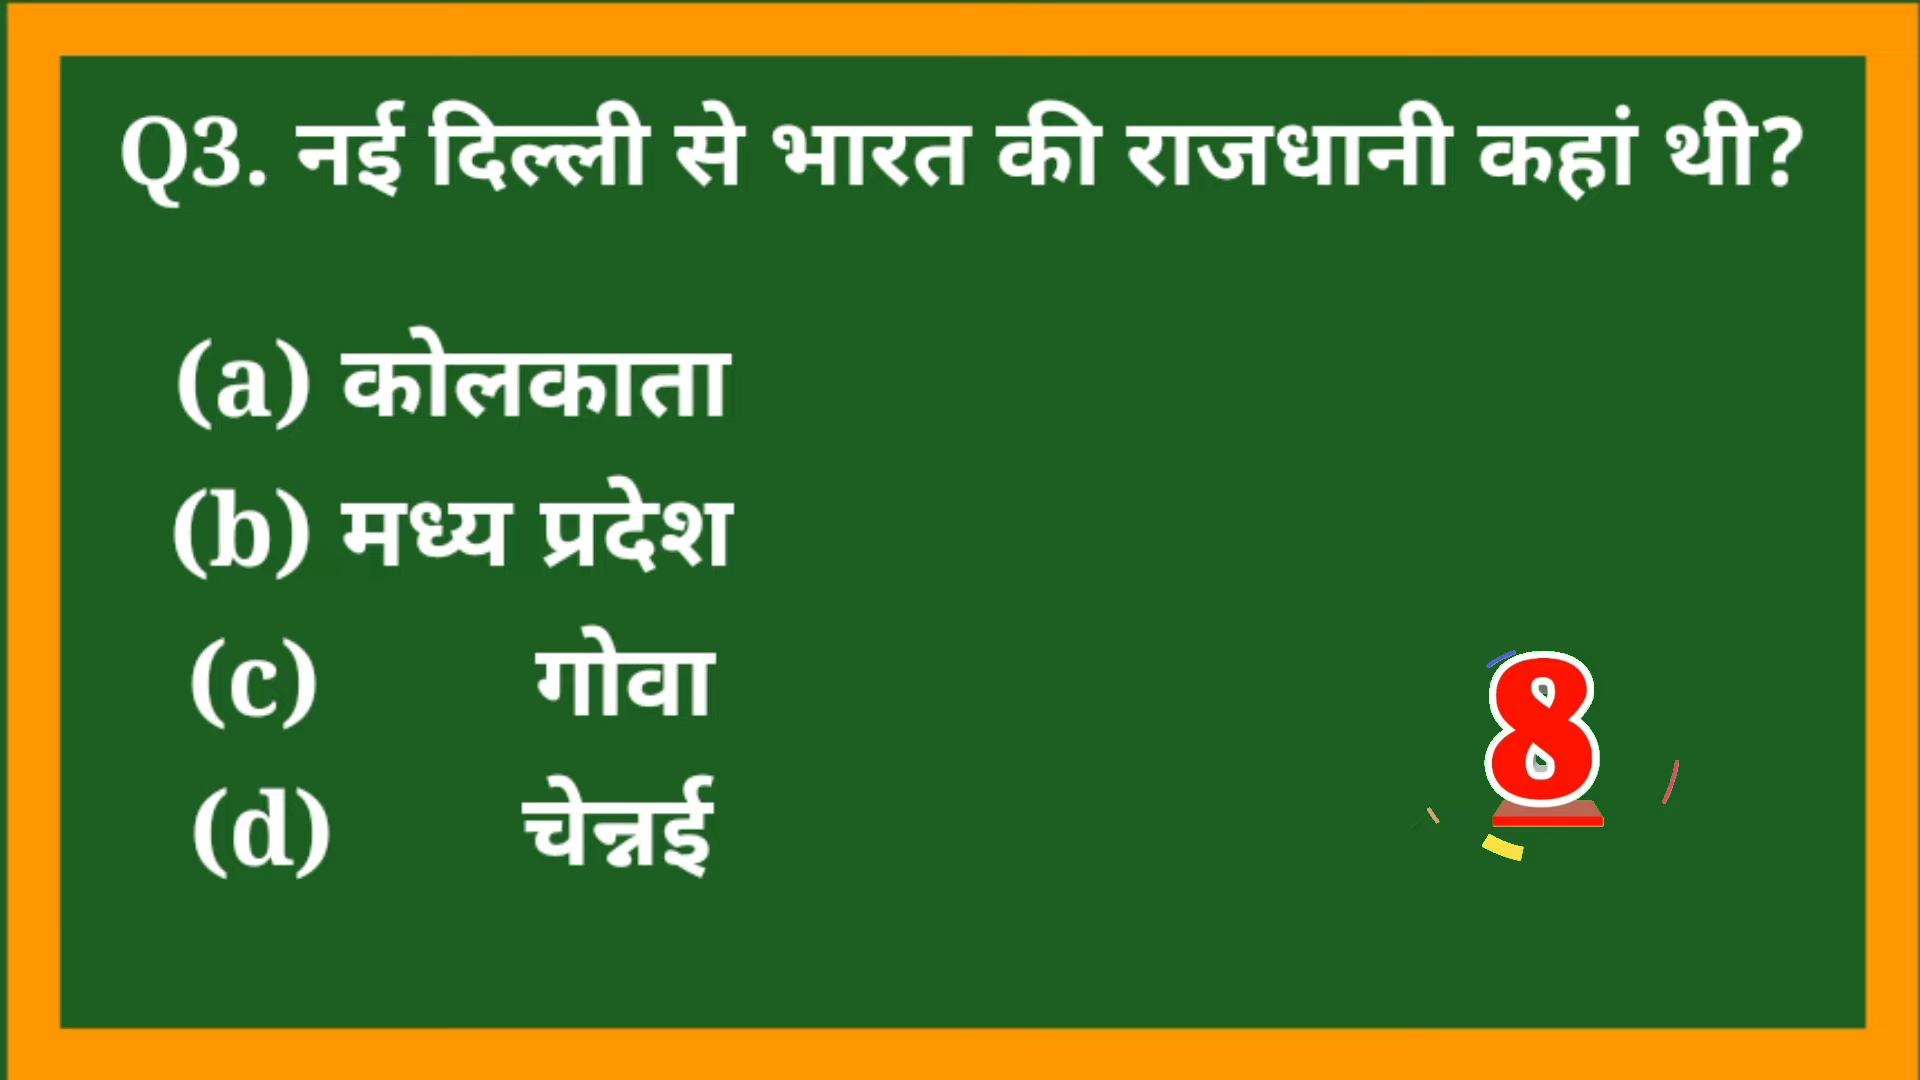 Q3. नई दिल्ली से भारत की राजधानी कहां थी?
(a) कोलकाता
(b) मध्य प्रदेश
(c) गोवा
(d) चेन्नई
8